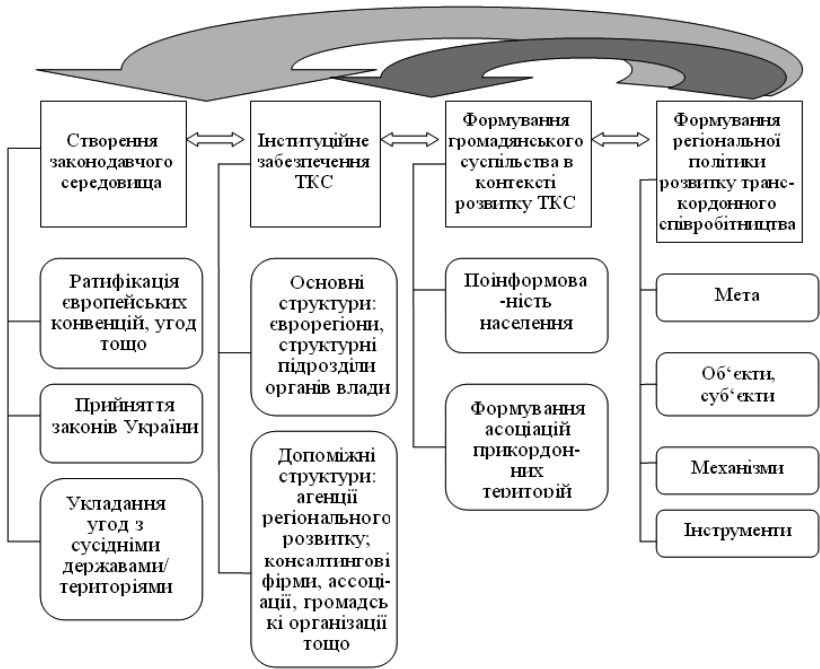 Створення
законодавчого
середовища
Ратифікація
європейських
конвенцій, угод
тощо
Прийняття
законів України
Укладання
угод з
сусідніми
державами/
територіями
Інституційне
забезпечення
ТКС
Основні
структури:
єврорегіони,
структурні
підрозділи
органів влади
Допоміжні
структури:
агенції
регіонального
розвитку;
консалтингові
фірми, ассоці-
ації, громадсь
кі організації
тощо
Формування
громадянського
суспільства в
контексті
розвитку ТКС
Поінформова
-ність
населення
Формування
асоціацій
прикордон-
них
територій
Формування
регіональної
політики
розвитку транс-
кордонного
співробітництва
Мета
Об‘єкти,
суб‘єкти
Механізми
Інструменти